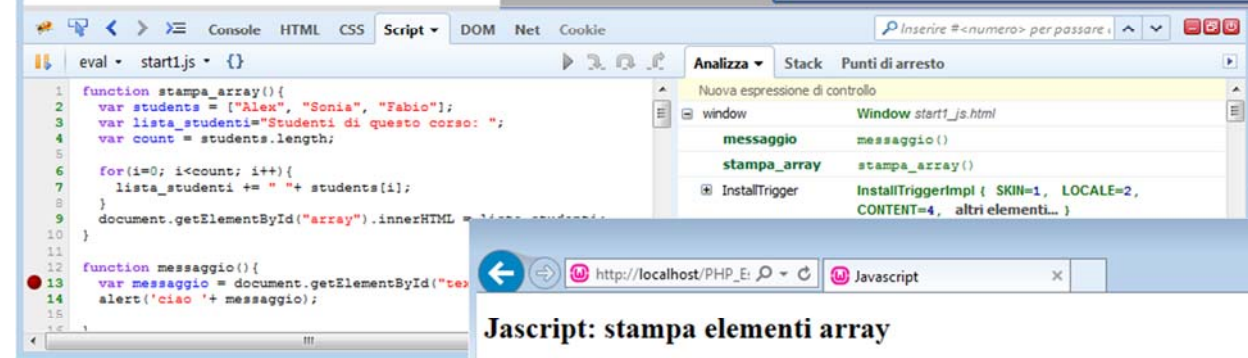 Console HTML CSS Script DOM Net Cookie
Inserire #<numero> per passare
eval start1.js {}
Analizza Stack Punti di arresto
1 function stampa_array(){
2 var students = ["Alex", "Sonia", "Fabio"];
3 var lista_studenti="Studenti di questo corso: ";
4 var count = students.length;
5
6 for(i=0; i<count; i++){
7 lista_studenti += " "+ students[i];
8 }
9 document.getElementById("array").innerHTML = lista_studenti;
10 }
11
12 function messaggio(){
13 var messaggio = document.getElementById("tex
14 alert('ciao '+ messaggio);
15
16 }
Nuova espressione di controllo
window Window start1_js.html
messaggio messaggio()
stampa_array stampa_array()
InstallTrigger InstallTriggerImpl { SKIN=1, LOCALE=2,
CONTENT=4, altri elementi... }
http://localhost/PHP_E:
Javascript
Jascript: stampa elementi array